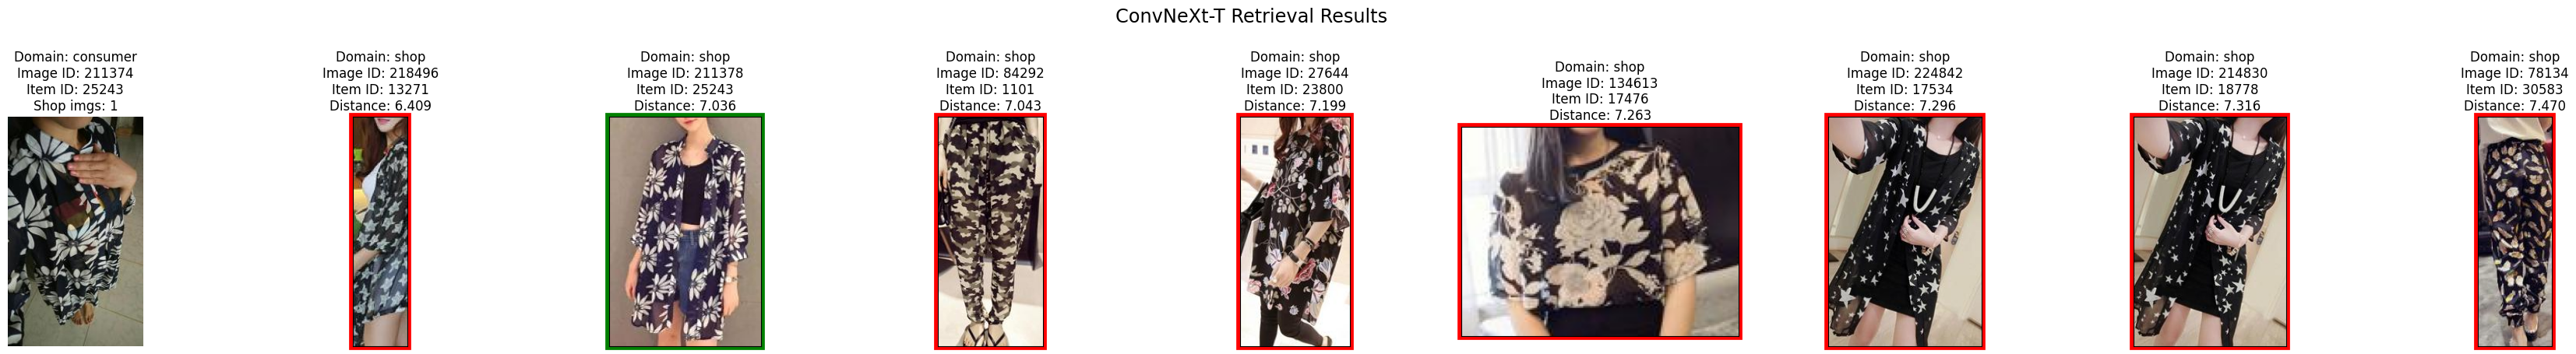 ConvNeXt-T Retrieval Results
Domain: consumer
Image ID: 211374
Item ID: 25243
Shop imgs: 1
Domain: shop
Image ID: 218496
Item ID: 13271
Distance: 6.409
Domain: shop
Image ID: 211378
Item ID: 25243
Distance: 7.036
Domain: shop
Image ID: 84292
Item ID: 1101
Distance: 7.043
Domain: shop
Image ID: 27644
Item ID: 23800
Distance: 7.199
Domain: shop
Image ID: 134613
Item ID: 17476
Distance: 7.263
Domain: shop
Image ID: 224842
Item ID: 17534
Distance: 7.296
Domain: shop
Image ID: 214830
Item ID: 18778
Distance: 7.316
Domain: shop
Image ID: 78134
Item ID: 30583
Distance: 7.470